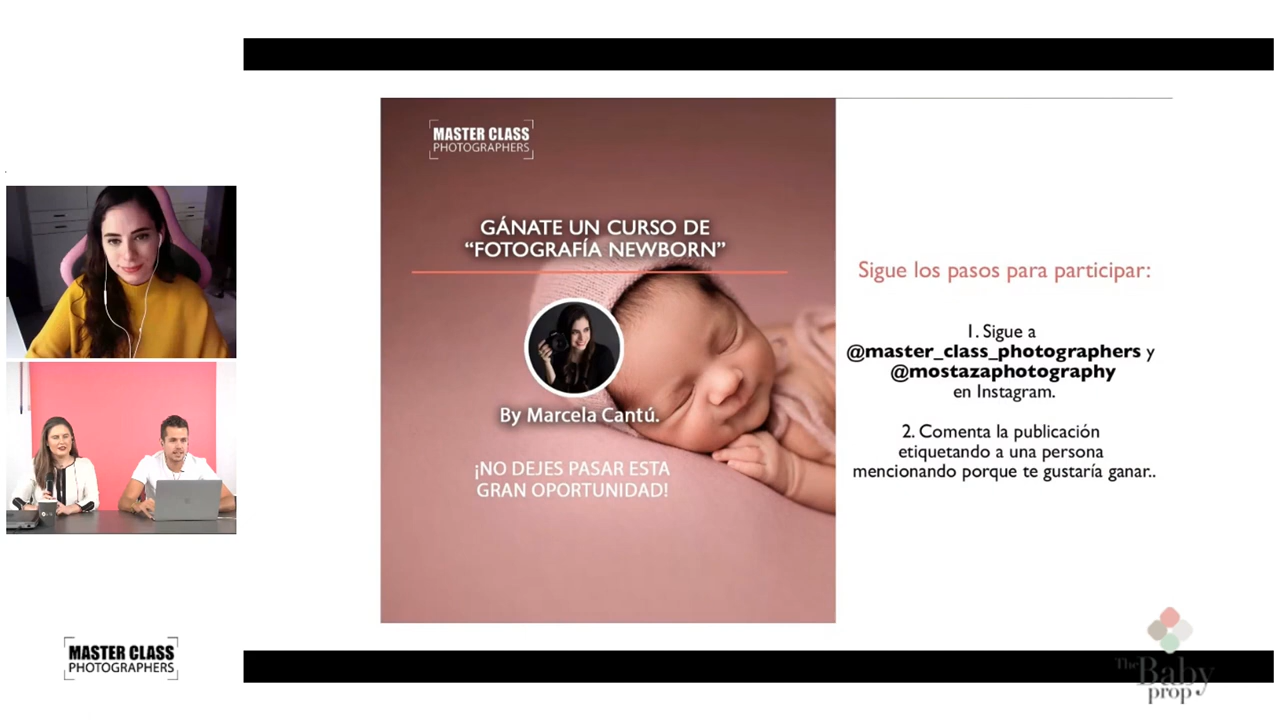 MASTER CLASS
PHOTOGRAPHERS
GÁNATE UN CURSO DE
“FOTOGRAFÍA NEWBORN”
By Marcela Cantú.
¡NO DEJES PASAR ESTA
GRAN OPORTUNIDAD!
Sigue los pasos para participar:
1. Sigue a
@master_class_photographers y
@mostazaphotography
en Instagram.
2. Comenta la publicación
etiquetando a una persona
mencionando porque te gustaría ganar..
MASTER CLASS
PHOTOGRAPHERS
The
Baby
prop